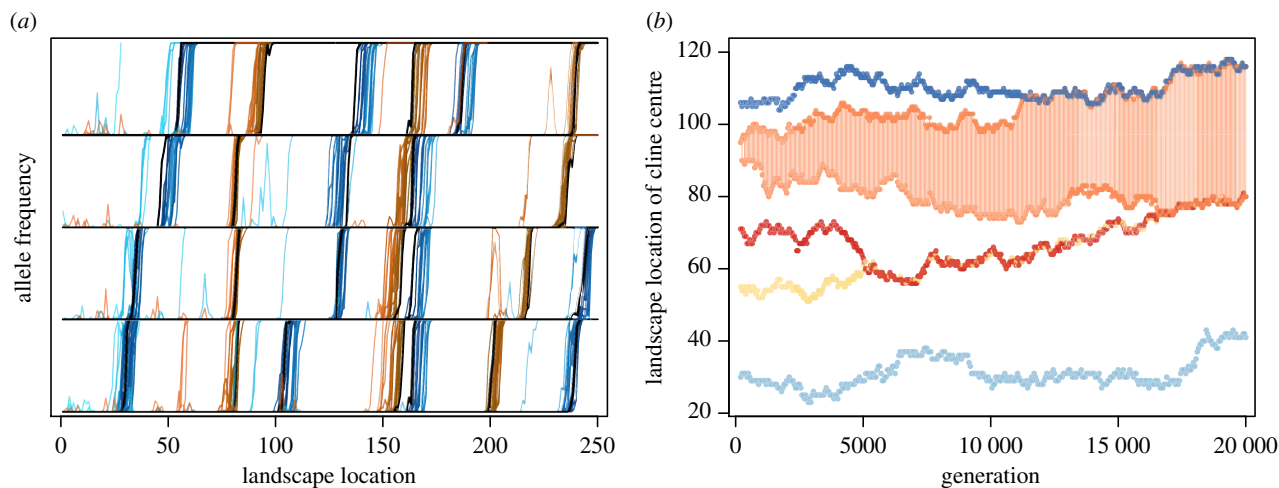 (a)
allele frequency
0 50 100 150 200 250
landscape location
(b)
landscape location of cline centre
120
100
80
60
40
20
0 5000 10 000 15 000 20 000
generation